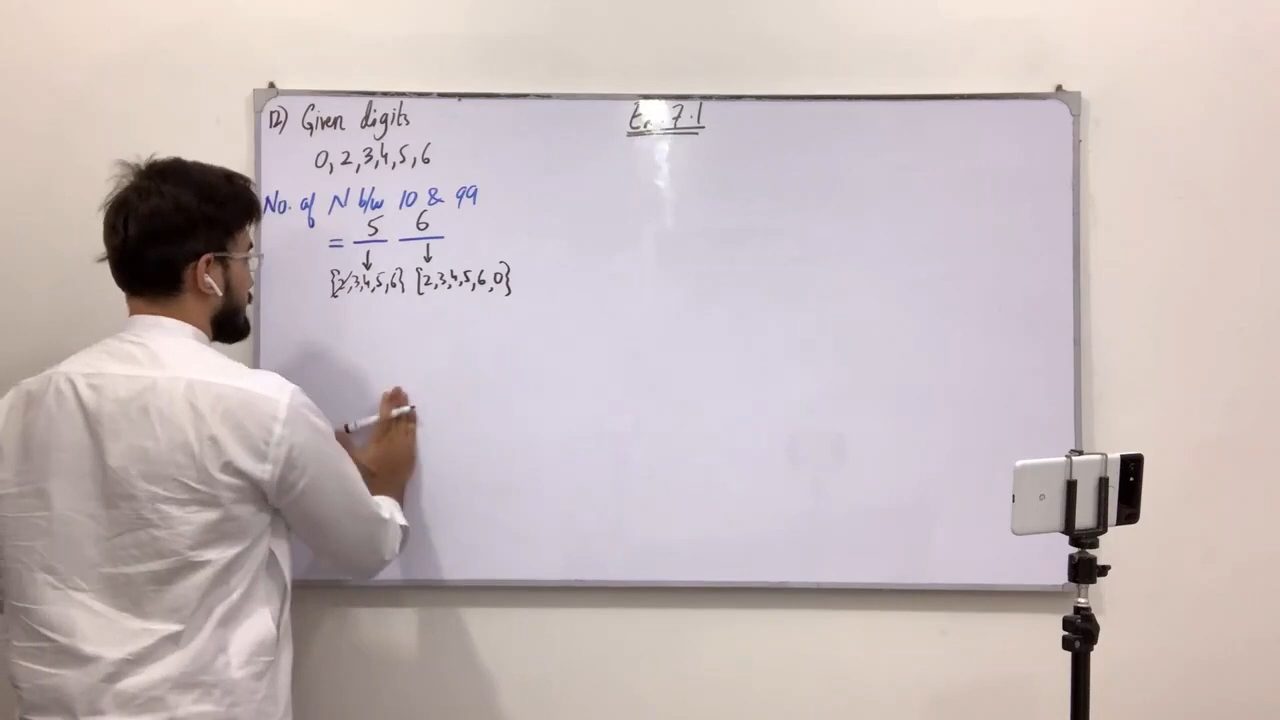 12) Given digits
Ex. 7.1
0, 2, 3, 4, 5, 6
No. of N b/w 10 & 99
= 5 6
↓ ↓
{2,3,4,5,6} {2,3,4,5,6,0}